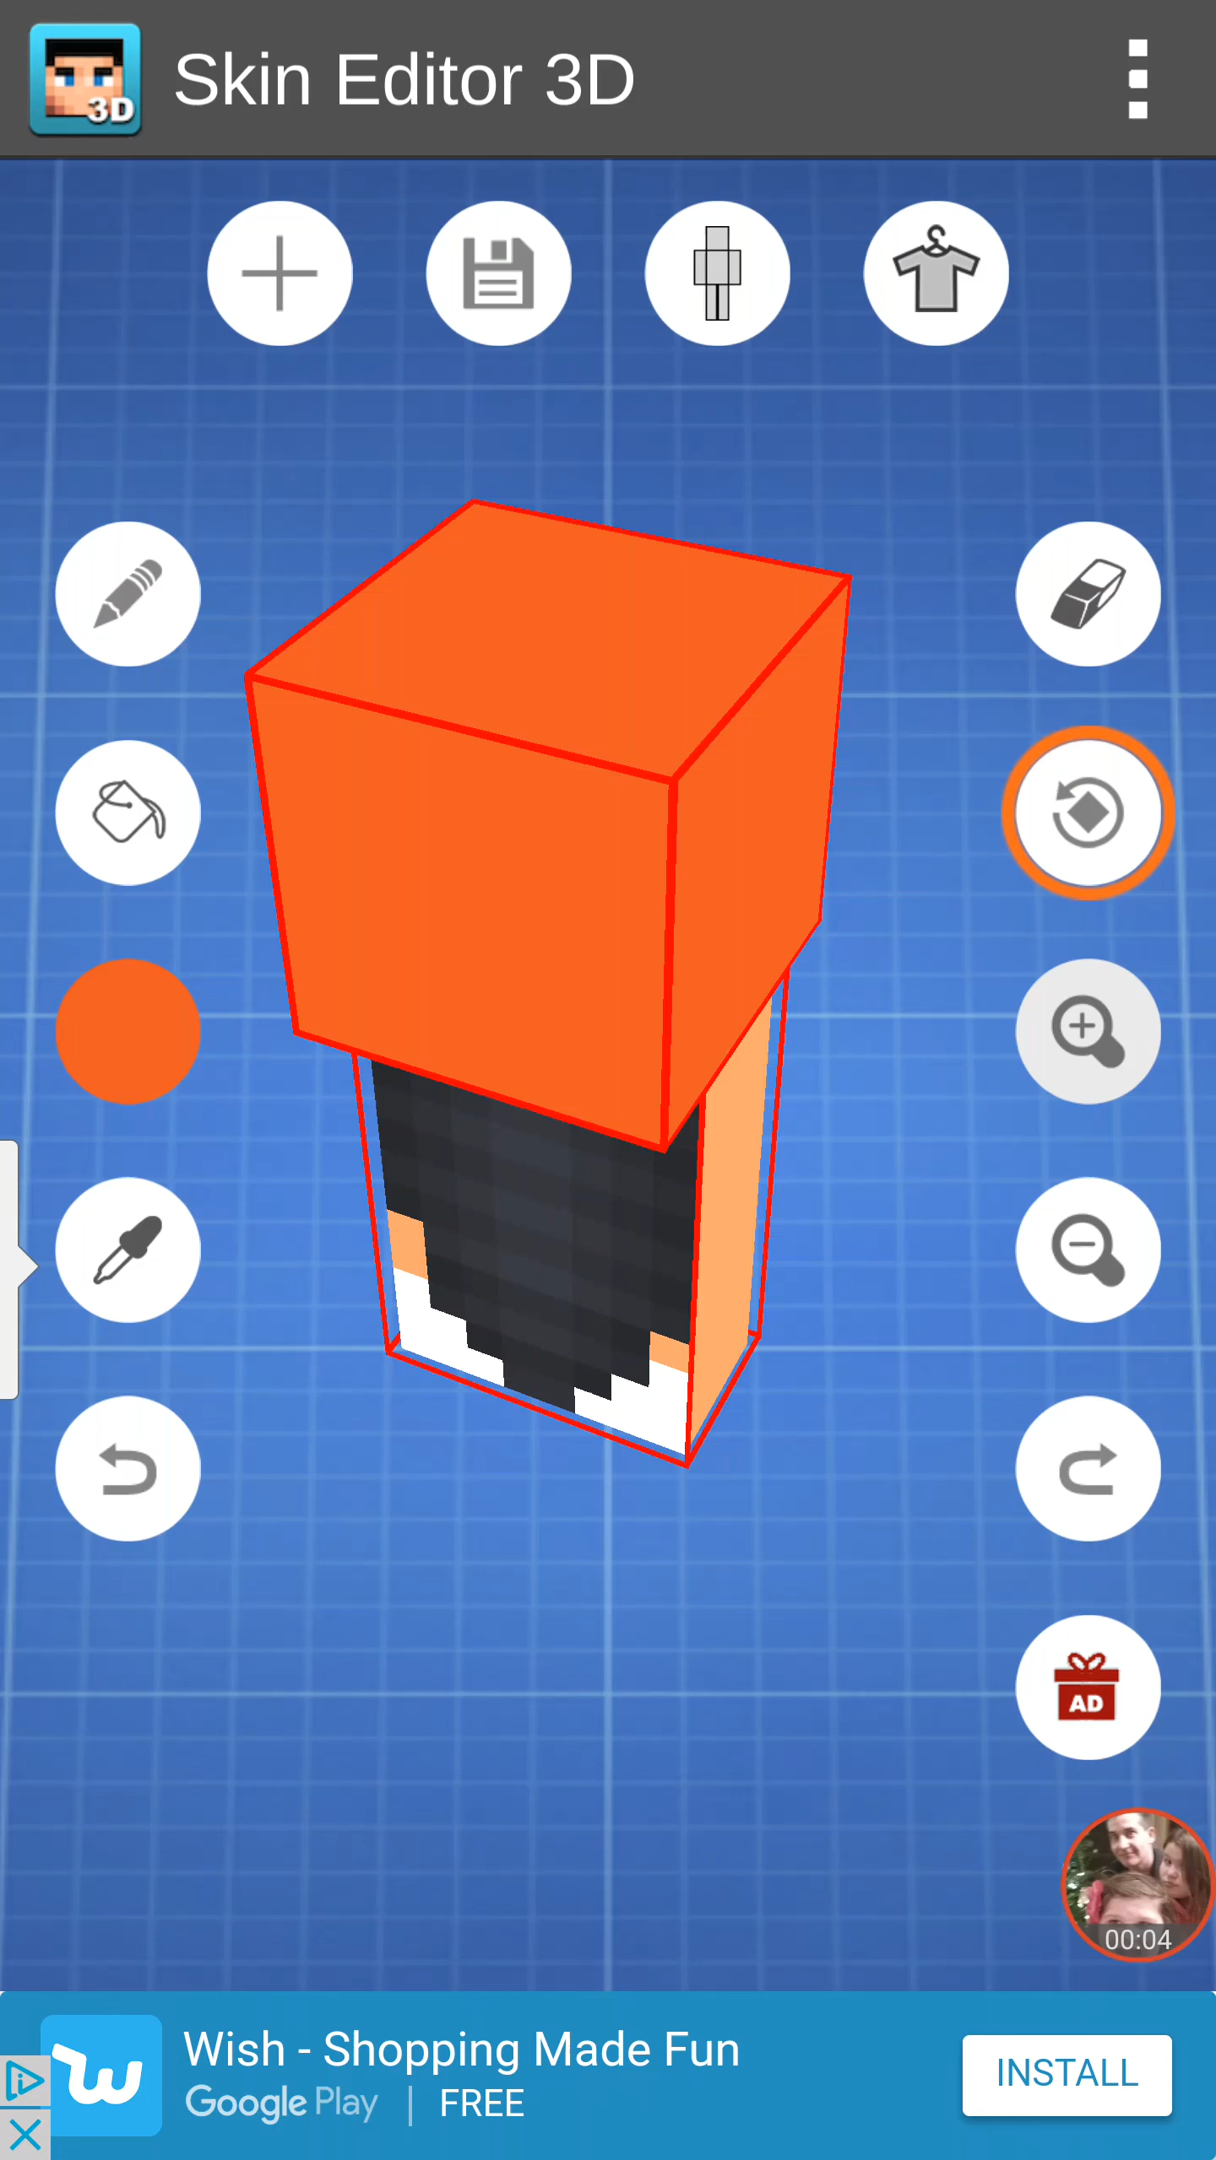 3D
Skin Editor 3D
AD
00:04
Wish - Shopping Made Fun
Google Play | FREE
INSTALL